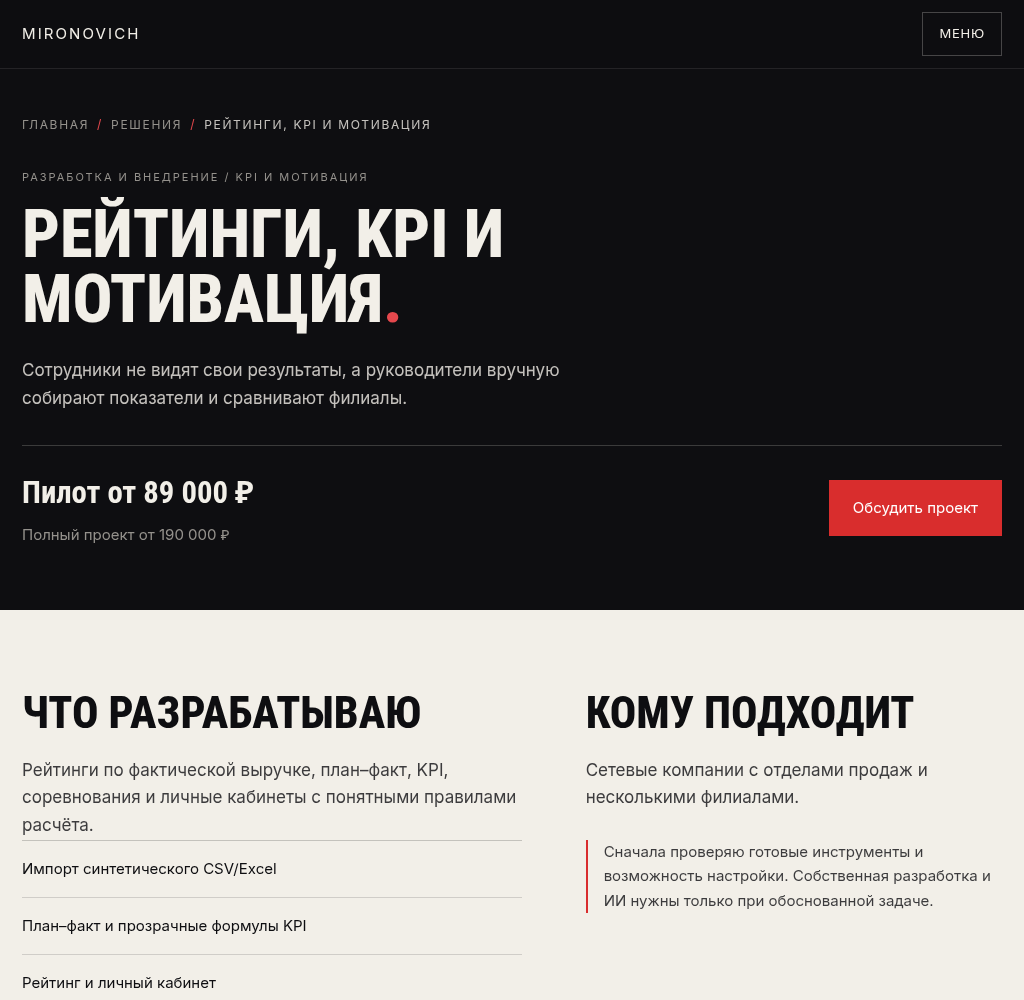 MIRONOVICH
МЕНЮ
ГЛАВНАЯ / РЕШЕНИЯ / РЕЙТИНГИ, KPI И МОТИВАЦИЯ
РАЗРАБОТКА И ВНЕДРЕНИЕ / KPI И МОТИВАЦИЯ
РЕЙТИНГИ, KPI И
МОТИВАЦИЯ.
Сотрудники не видят свои результаты, а руководители вручную
собирают показатели и сравнивают филиалы.
Пилот от 89 000 ₽
Полный проект от 190 000 ₽
Обсудить проект
ЧТО РАЗРАБАТЫВАЮ
Рейтинги по фактической выручке, план–факт, KPI,
соревнования и личные кабинеты с понятными правилами
расчёта.
Импорт синтетического CSV/Excel
План–факт и прозрачные формулы KPI
Рейтинг и личный кабинет
КОМУ ПОДХОДИТ
Сетевые компании с отделами продаж и
несколькими филиалами.
Сначала проверяю готовые инструменты и
возможность настройки. Собственная разработка и
ИИ нужны только при обоснованной задаче.